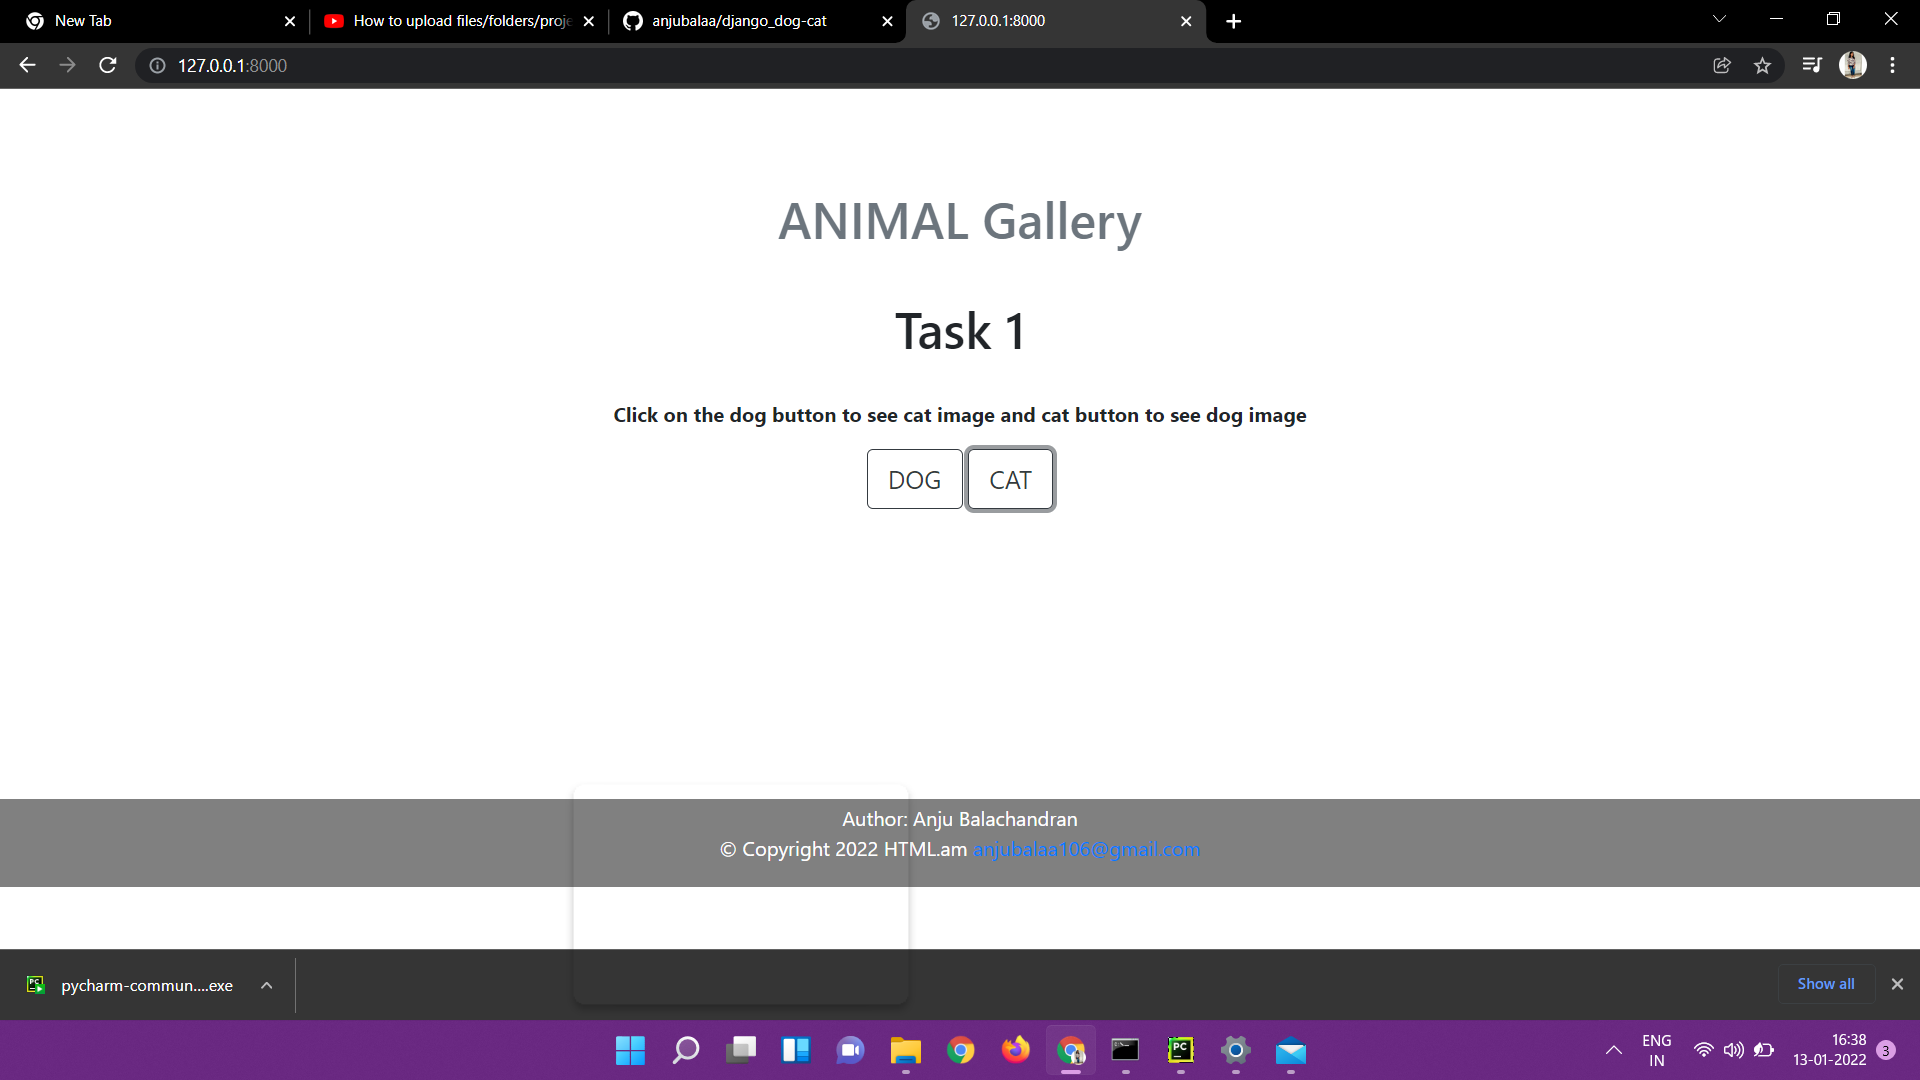 New Tab
How to upload files/folders/proje
anjubalaa/django_dog-cat
127.0.0.1:8000
127.0.0.1:8000
ANIMAL Gallery
Task 1
Click on the dog button to see cat image and cat button to see dog image
DOG CAT
Author: Anju Balachandran
© Copyright 2022 HTML.am anjubalaa106@gmail.com
pycharm-commun....exe
Show all
PC
ENG
IN
16:38
13-01-2022
3